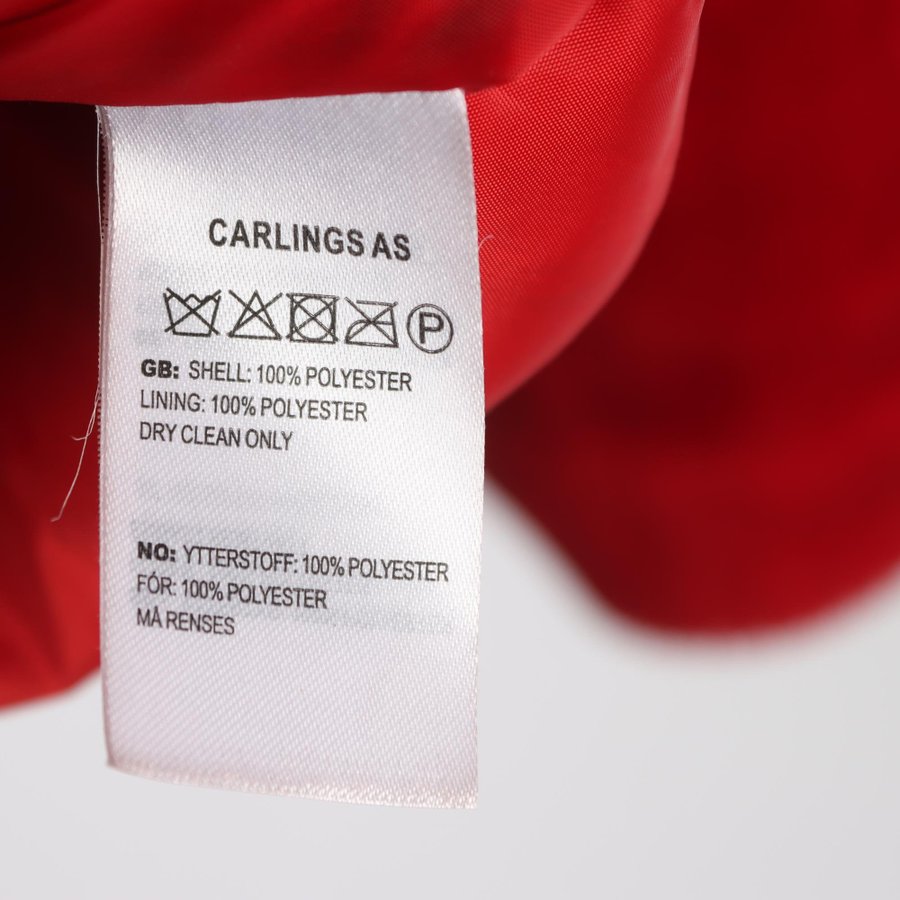 CARLINGS AS
P
GB: SHELL: 100% POLYESTER
LINING: 100% POLYESTER
DRY CLEAN ONLY
NO: YTTERSTOFF: 100% POLYESTER
FÓR: 100% POLYESTER
MÅ RENSES